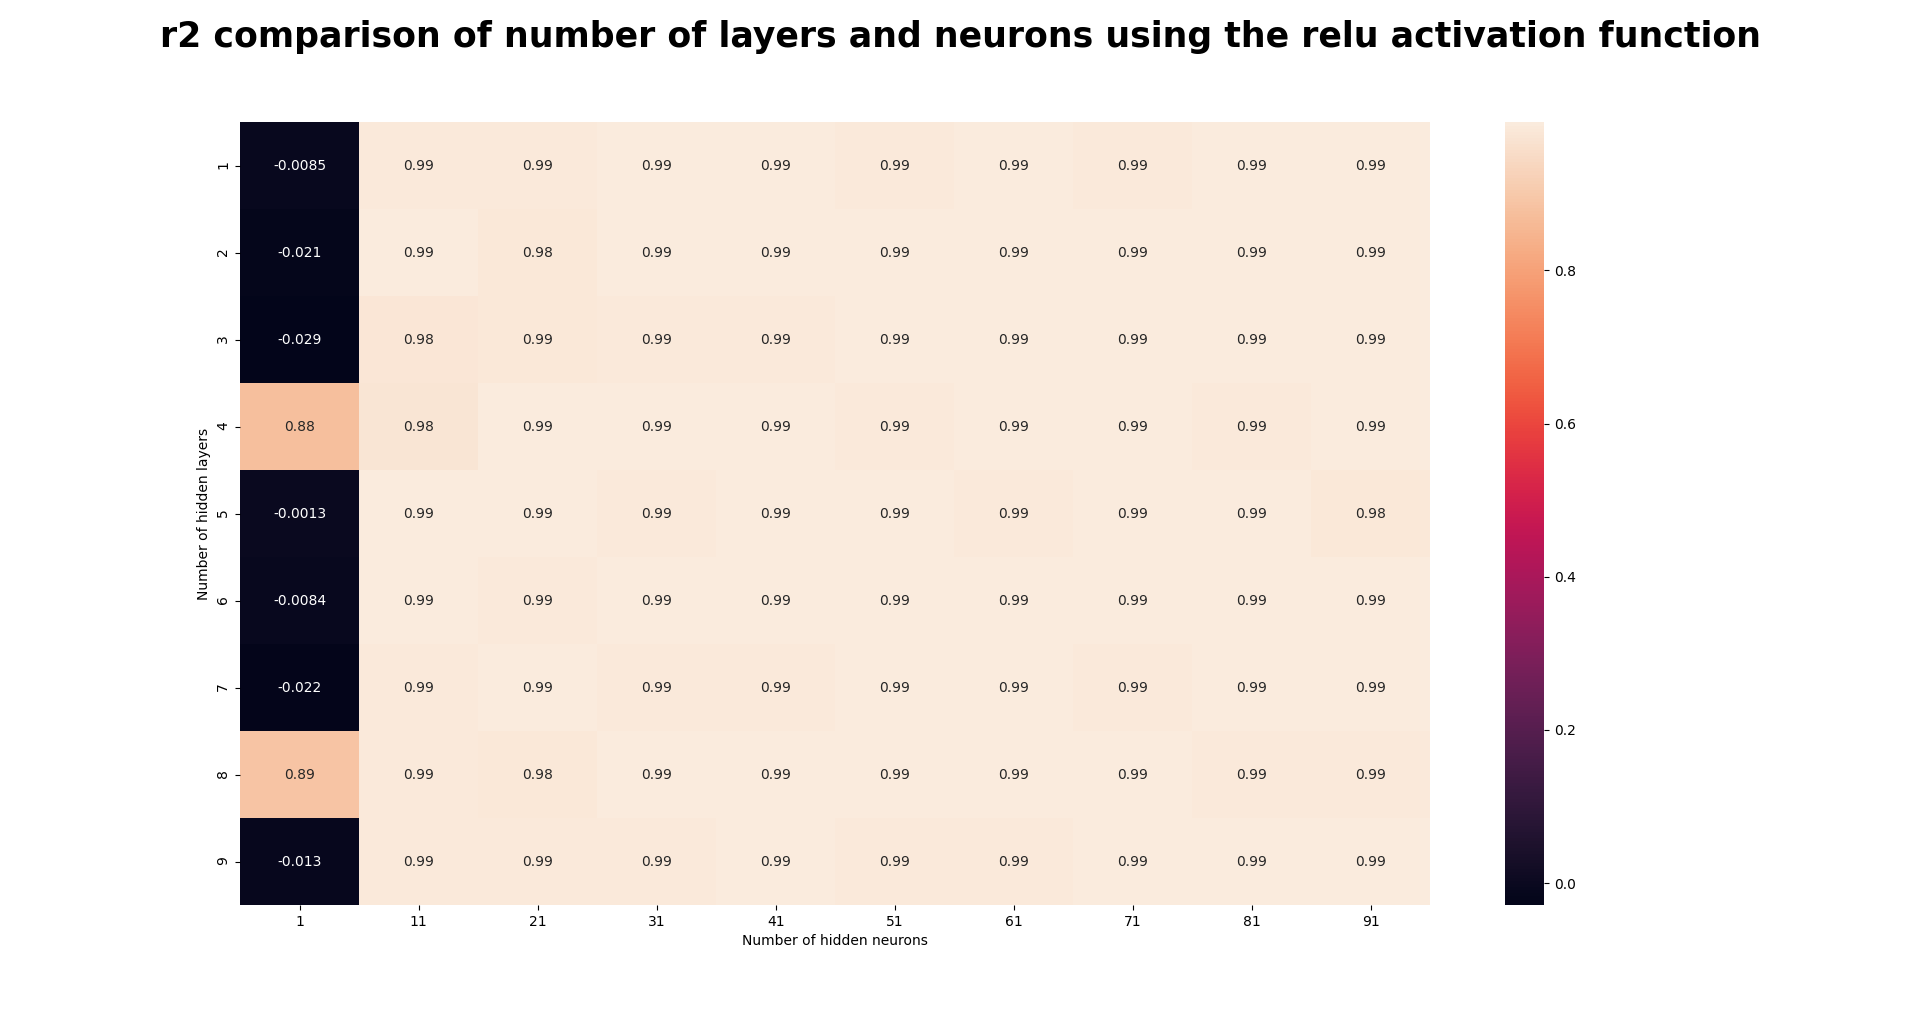 r2 comparison of number of layers and neurons using the relu activation function
Number of hidden layers
1 -0.0085 0.99 0.99 0.99 0.99 0.99 0.99 0.99 0.99 0.99
2 -0.021 0.99 0.98 0.99 0.99 0.99 0.99 0.99 0.99 0.99
3 -0.029 0.98 0.99 0.99 0.99 0.99 0.99 0.99 0.99 0.99
4 0.88 0.98 0.99 0.99 0.99 0.99 0.99 0.99 0.99 0.99
5 -0.0013 0.99 0.99 0.99 0.99 0.99 0.99 0.99 0.99 0.98
6 -0.0084 0.99 0.99 0.99 0.99 0.99 0.99 0.99 0.99 0.99
7 -0.022 0.99 0.99 0.99 0.99 0.99 0.99 0.99 0.99 0.99
8 0.89 0.99 0.98 0.99 0.99 0.99 0.99 0.99 0.99 0.99
9 -0.013 0.99 0.99 0.99 0.99 0.99 0.99 0.99 0.99 0.99
1 11 21 31 41 51 61 71 81 91
Number of hidden neurons
0.8
0.6
0.4
0.2
0.0